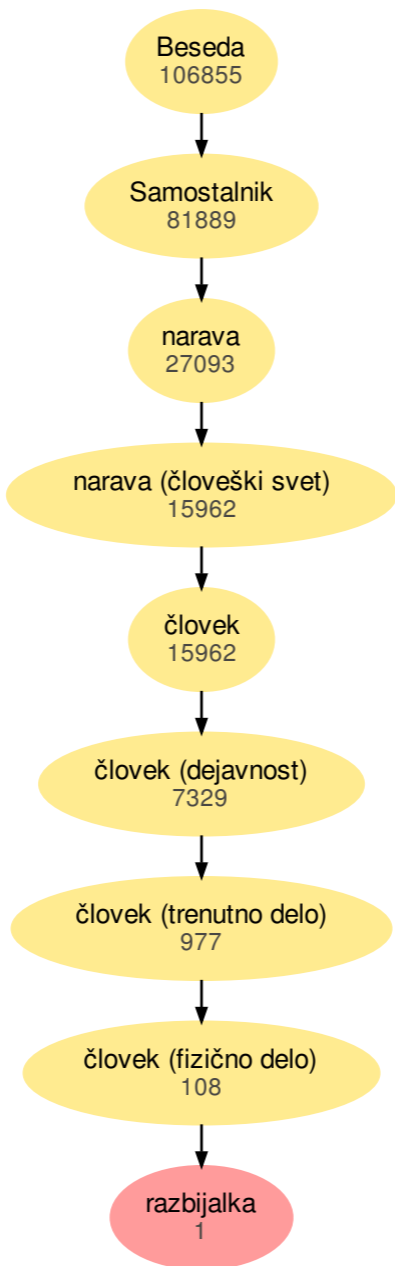 Beseda
106855
Samostalnik
81889
narava
27093
narava (človeški svet)
15962
človek
15962
človek (dejavnost)
7329
človek (trenutno delo)
977
človek (fizično delo)
108
razbijalka
1